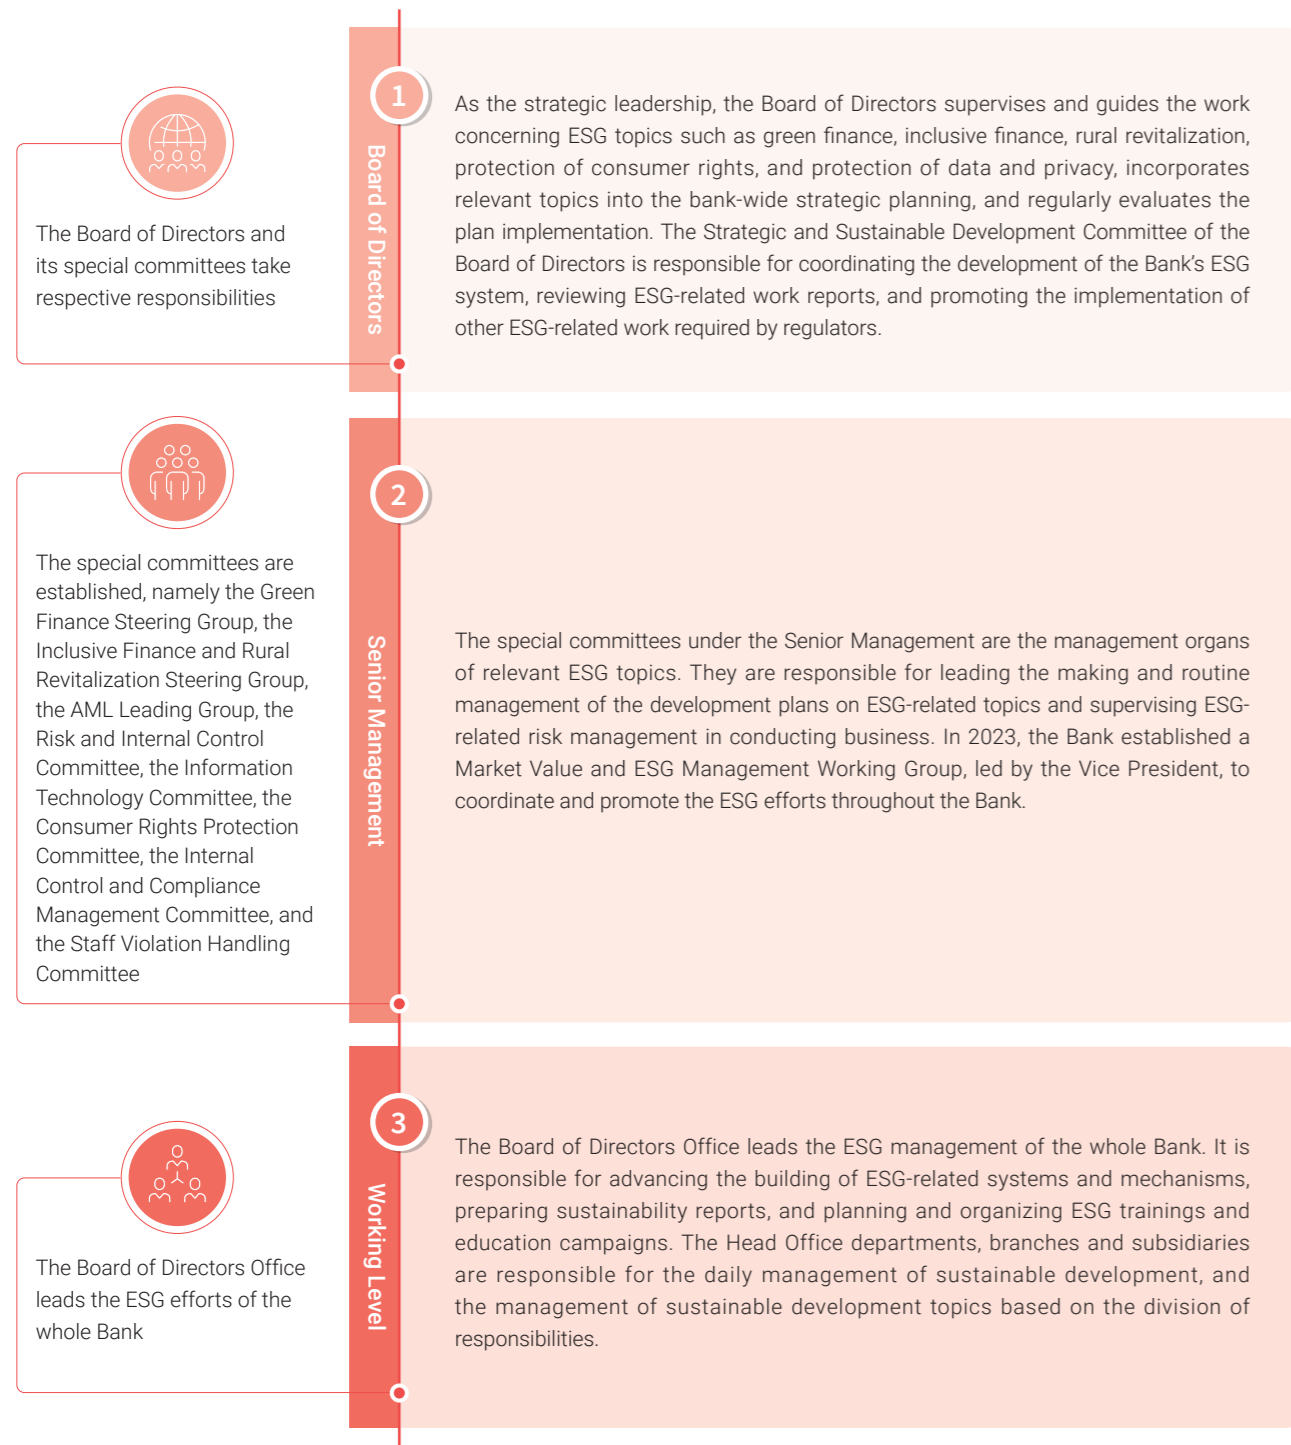 The Board of Directors and
its special committees take
respective responsibilities
Board of Directors
1
As the strategic leadership, the Board of Directors supervises and guides the work
concerning ESG topics such as green finance, inclusive finance, rural revitalization,
protection of consumer rights, and protection of data and privacy, incorporates
relevant topics into the bank-wide strategic planning, and regularly evaluates the
plan implementation. The Strategic and Sustainable Development Committee of the
Board of Directors is responsible for coordinating the development of the Bank's ESG
system, reviewing ESG-related work reports, and promoting the implementation of
other ESG-related work required by regulators.
The special committees are
established, namely the Green
Finance Steering Group, the
Inclusive Finance and Rural
Revitalization Steering Group,
the AML Leading Group, the
Risk and Internal Control
Committee, the Information
Technology Committee, the
Consumer Rights Protection
Committee, the Internal
Control and Compliance
Management Committee, and
the Staff Violation Handling
Committee
Senior Management
2
The special committees under the Senior Management are the management organs
of relevant ESG topics. They are responsible for leading the making and routine
management of the development plans on ESG-related topics and supervising ESG-
related risk management in conducting business. In 2023, the Bank established a
Market Value and ESG Management Working Group, led by the Vice President, to
coordinate and promote the ESG efforts throughout the Bank.
The Board of Directors Office
leads the ESG efforts of the
whole Bank
Working Level
3
The Board of Directors Office leads the ESG management of the whole Bank. It is
responsible for advancing the building of ESG-related systems and mechanisms,
preparing sustainability reports, and planning and organizing ESG trainings and
education campaigns. The Head Office departments, branches and subsidiaries
are responsible for the daily management of sustainable development, and
the management of sustainable development topics based on the division of
responsibilities.